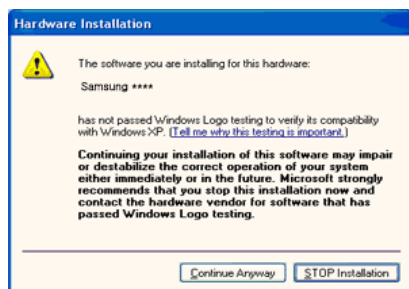 Hardware Installation
The software you are installing for this hardware:
Samsung ****
has not passed Windows Logo testing to verify its compatibility
with Windows XP. (Tell me why this testing is important.)
Continuing your installation of this software may impair
or destabilize the correct operation of your system
either immediately or in the future. Microsoft strongly
recommends that you stop this installation now and
contact the hardware vendor for software that has
passed Windows Logo testing.
Continue Anyway
STOP Installation